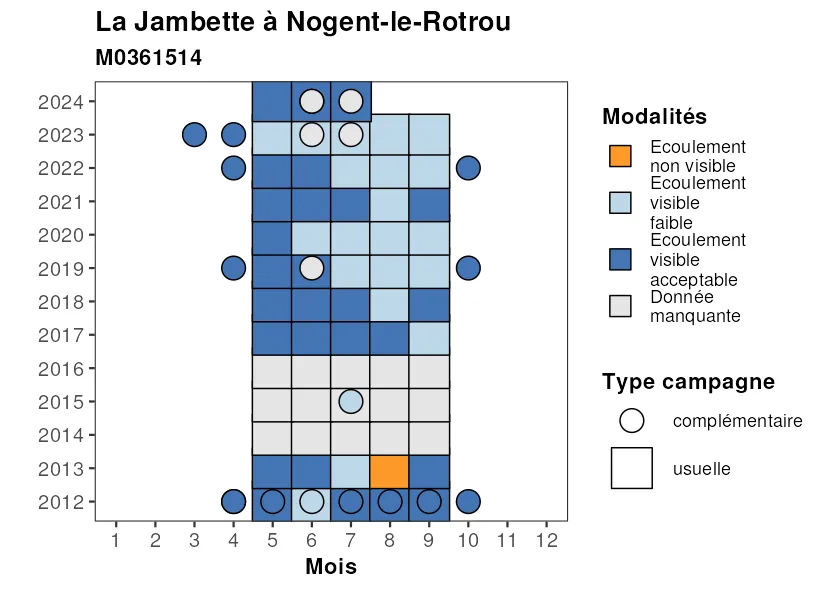 La Jambette à Nogent-le-Rotrou
M0361514
2024
2023
2022
2021
2020
2019
2018
2017
2016
2015
2014
2013
2012
1 2 3 4 5 6 7 8 9 10 11 12
Mois
Modalités
Ecoulement
non visible
Ecoulement
visible
faible
Ecoulement
visible
acceptable
Donnée
manquante
Type campagne
complémentaire
usuelle